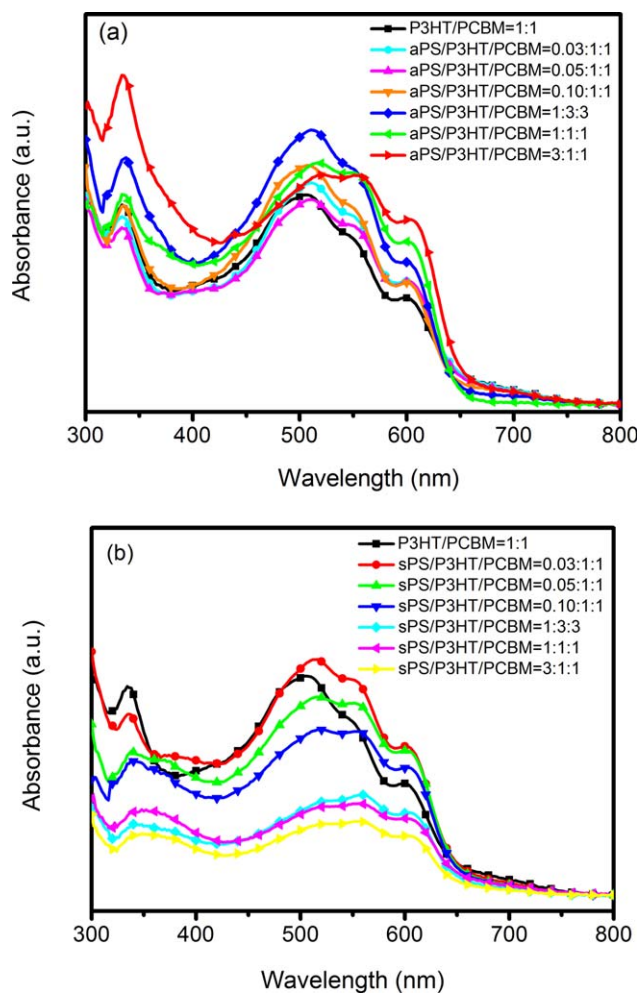 (a)
P3HT/PCBM=1:1
aPS/P3HT/PCBM=0.03:1:1
aPS/P3HT/PCBM=0.05:1:1
aPS/P3HT/PCBM=0.10:1:1
aPS/P3HT/PCBM=1:3:3
aPS/P3HT/PCBM=1:1:1
aPS/P3HT/PCBM=3:1:1
Absorbance (a.u.)
300 400 500 600 700 800
Wavelength (nm)
(b)
P3HT/PCBM=1:1
sPS/P3HT/PCBM=0.03:1:1
sPS/P3HT/PCBM=0.05:1:1
sPS/P3HT/PCBM=0.10:1:1
sPS/P3HT/PCBM=1:3:3
sPS/P3HT/PCBM=1:1:1
sPS/P3HT/PCBM=3:1:1
Absorbance (a.u.)
300 400 500 600 700 800
Wavelength (nm)